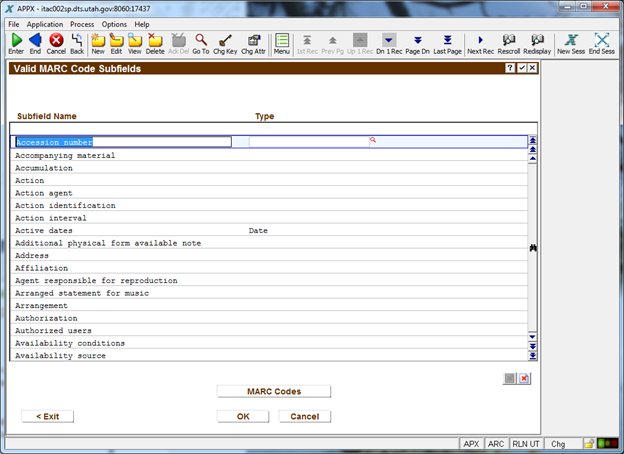 APPX - itac002sp.dts.utah.gov:8060:17437
File Application Process Options Help
Enter End Cancel Back New Edit View Delete Ack Del Go To Chg Key Chg Attr Menu 1st Rec Prev Pg Up 1 Rec Dn 1 Rec Page Dn Last Page Next Rec Rescroll Redisplay New Sess End Sess
Valid MARC Code Subfields
Subfield Name Type
Accession number
Accompanying material
Accumulation
Action
Action agent
Action identification
Action interval
Active dates Date
Additional physical form available note
Address
Affiliation
Agent responsible for reproduction
Arranged statement for music
Arrangement
Authorization
Authorized users
Availability conditions
Availability source
MARC Codes
< Exit OK Cancel
APX ARC RLN UT Chg